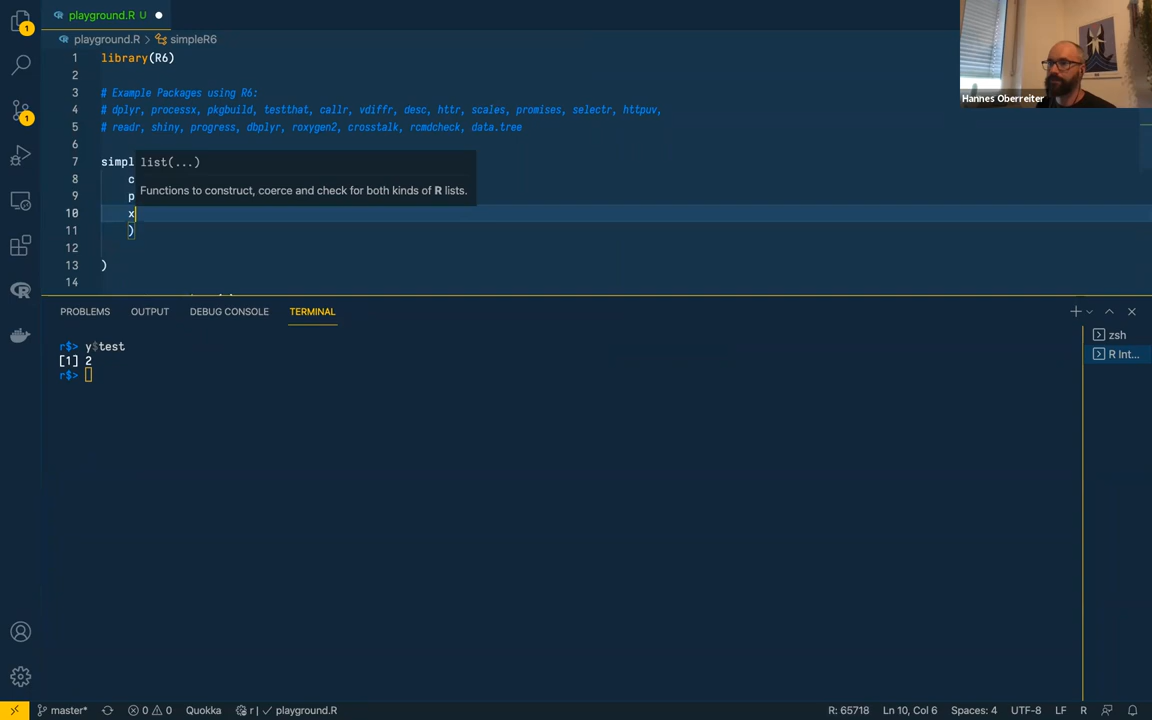 playground.R U
playground.R > simpleR6
1 library(R6)
2
3 # Example Packages using R6:
4 # dplyr, processx, pkgbuild, testthat, callr, vdiffr, desc, httr, scales, promises, selectr, httpuv,
5 # readr, shiny, progress, dbplyr, roxygen2, crosstalk, rcmdcheck, data.tree
6
7 simpl
list(...)
8 c
Functions to construct, coerce and check for both kinds of R lists.
9 p
10 x
11 )
12
13 )
14
Hannes Oberreiter
1
1
PROBLEMS OUTPUT DEBUG CONSOLE TERMINAL
r$> y$test
[1] 2
r$>
zsh
R Int...
master* 0 0 Quokka r | ✓ playground.R R: 65718 Ln 10, Col 6 Spaces: 4 UTF-8 LF R